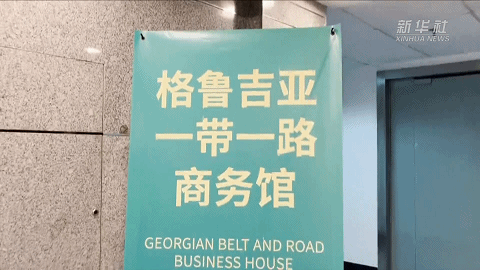 新华社
XINHUA NEWS
格鲁吉亚
一带一路
商务馆
GEORGIAN BELT AND ROAD
BUSINESS HOUSE